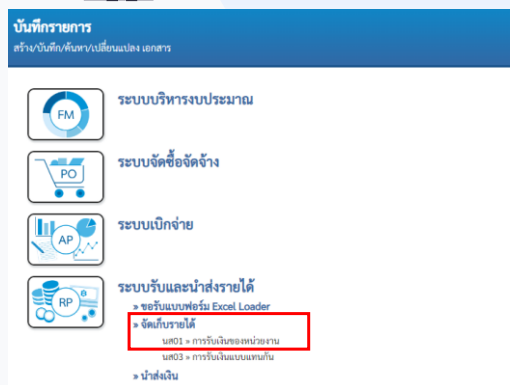 บันทึกรายการ
สร้าง/บันทึก/ค้นหา/เปลี่ยนแปลง เอกสาร
FM
ระบบบริหารงบประมาณ
PO
ระบบจัดซื้อจัดจ้าง
AP
ระบบเบิกจ่าย
RP
ระบบรับและนำส่งรายได้
» ขอรับแบบฟอร์ม Excel Loader
» จัดเก็บรายได้
นส01 » การรับเงินของหน่วยงาน
นส03 » การรับเงินแบบแทนกัน
» นำส่งเงิน